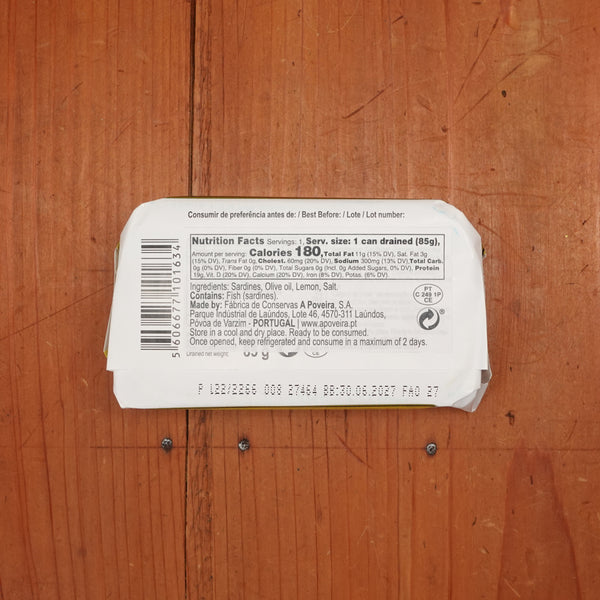 Consumir de preferência antes de: / Best Before: / Lote / Lot number:
Nutrition Facts Servings: 1, Serv. size: 1 can drained (85g),
Amount per serving: Calories 180, Total Fat 11g (15% DV), Sat. Fat 3g
(15% DV), Trans Fat 0g, Cholest. 60mg (20% DV), Sodium 300mg (13% DV), Total Carb.
0g (0% DV), Fiber 0g (0% DV), Total Sugars 0g (Incl. 0g Added Sugars, 0% DV), Protein
19g, Vit. D (20% DV), Calcium (20% DV), Iron (8% DV), Potas. (6% DV).
Ingredients: Sardines, Olive oil, Lemon, Salt.
Contains: Fish (sardines).
Made by: Fábrica de Conservas A Poveira, S.A.
Parque Industrial de Laúndos, Lote 46, 4570-311 Laúndos,
Póvoa de Varzim - PORTUGAL | www.apoveira.pt
Store in a cool and dry place. Ready to be consumed.
Once opened, keep refrigerated and consume in a maximum of 2 days.
PT
C 249 1P
CE
5 606677 101634
Drained net weight
P L22/2266 008 27464 BB:30.06.2027 FAO 27